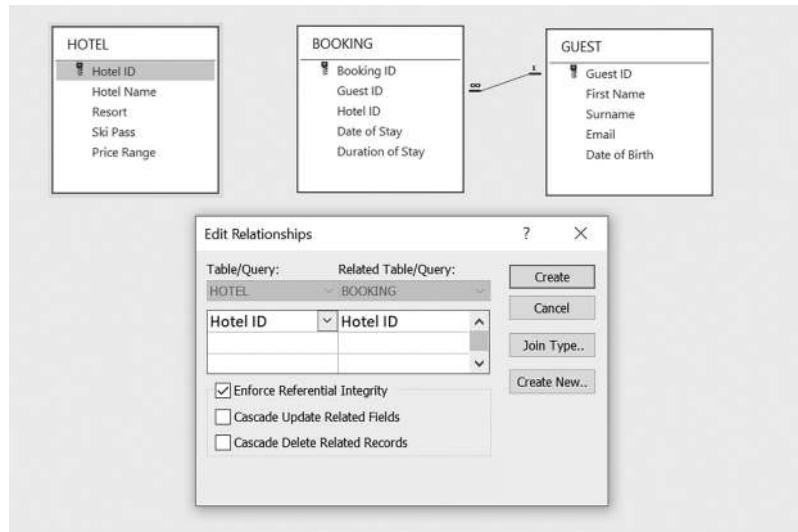 HOTEL
Hotel ID
Hotel Name
Resort
Ski Pass
Price Range
BOOKING
Booking ID
Guest ID
Hotel ID
Date of Stay
Duration of Stay
∞
1
GUEST
Guest ID
First Name
Surname
Email
Date of Birth
Edit Relationships ?
Table/Query: Related Table/Query:
HOTEL BOOKING
Hotel ID Hotel ID
Enforce Referential Integrity
Cascade Update Related Fields
Cascade Delete Related Records
Create
Cancel
Join Type..
Create New..